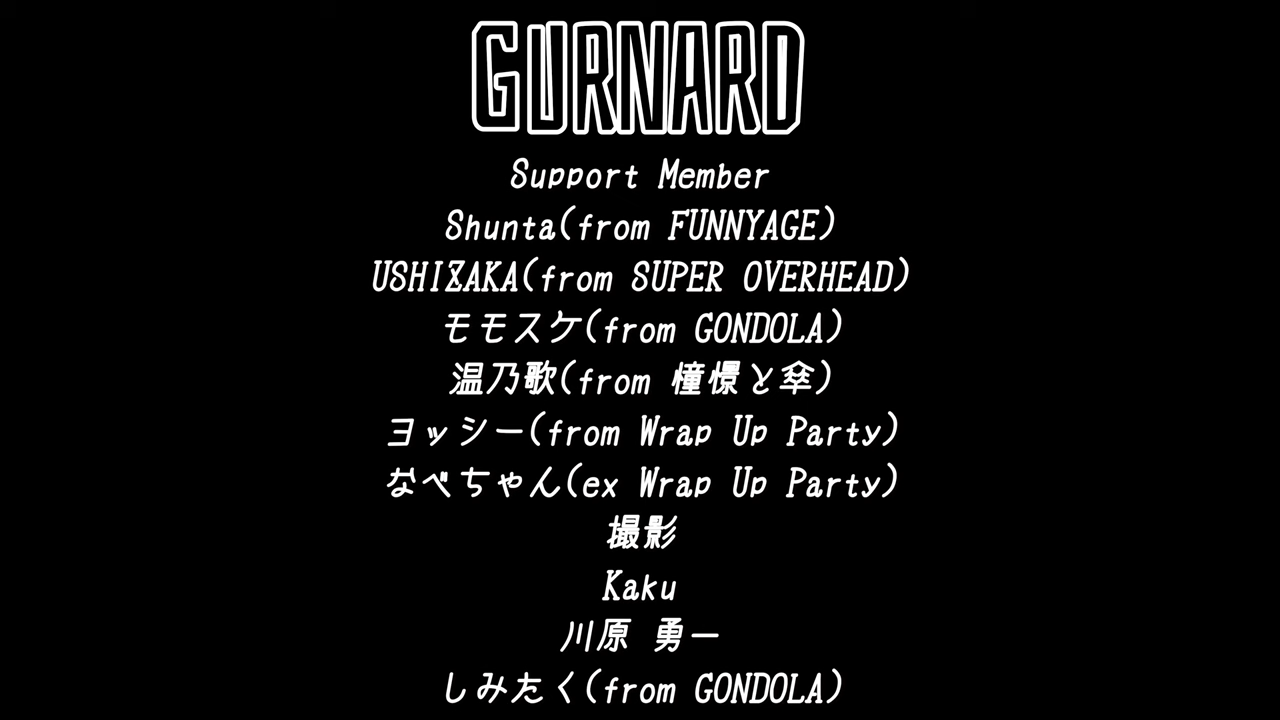 GURNARD
Support Member
Shunta(from FUNNYAGE)
USHIZAKA(from SUPER OVERHEAD)
モモスケ(from GONDOLA)
温乃歌(from 憧憬と傘)
ヨッシー(from Wrap Up Party)
なべちゃん(ex Wrap Up Party)
撮影
Kaku
川原 勇一
しみたく(from GONDOLA)